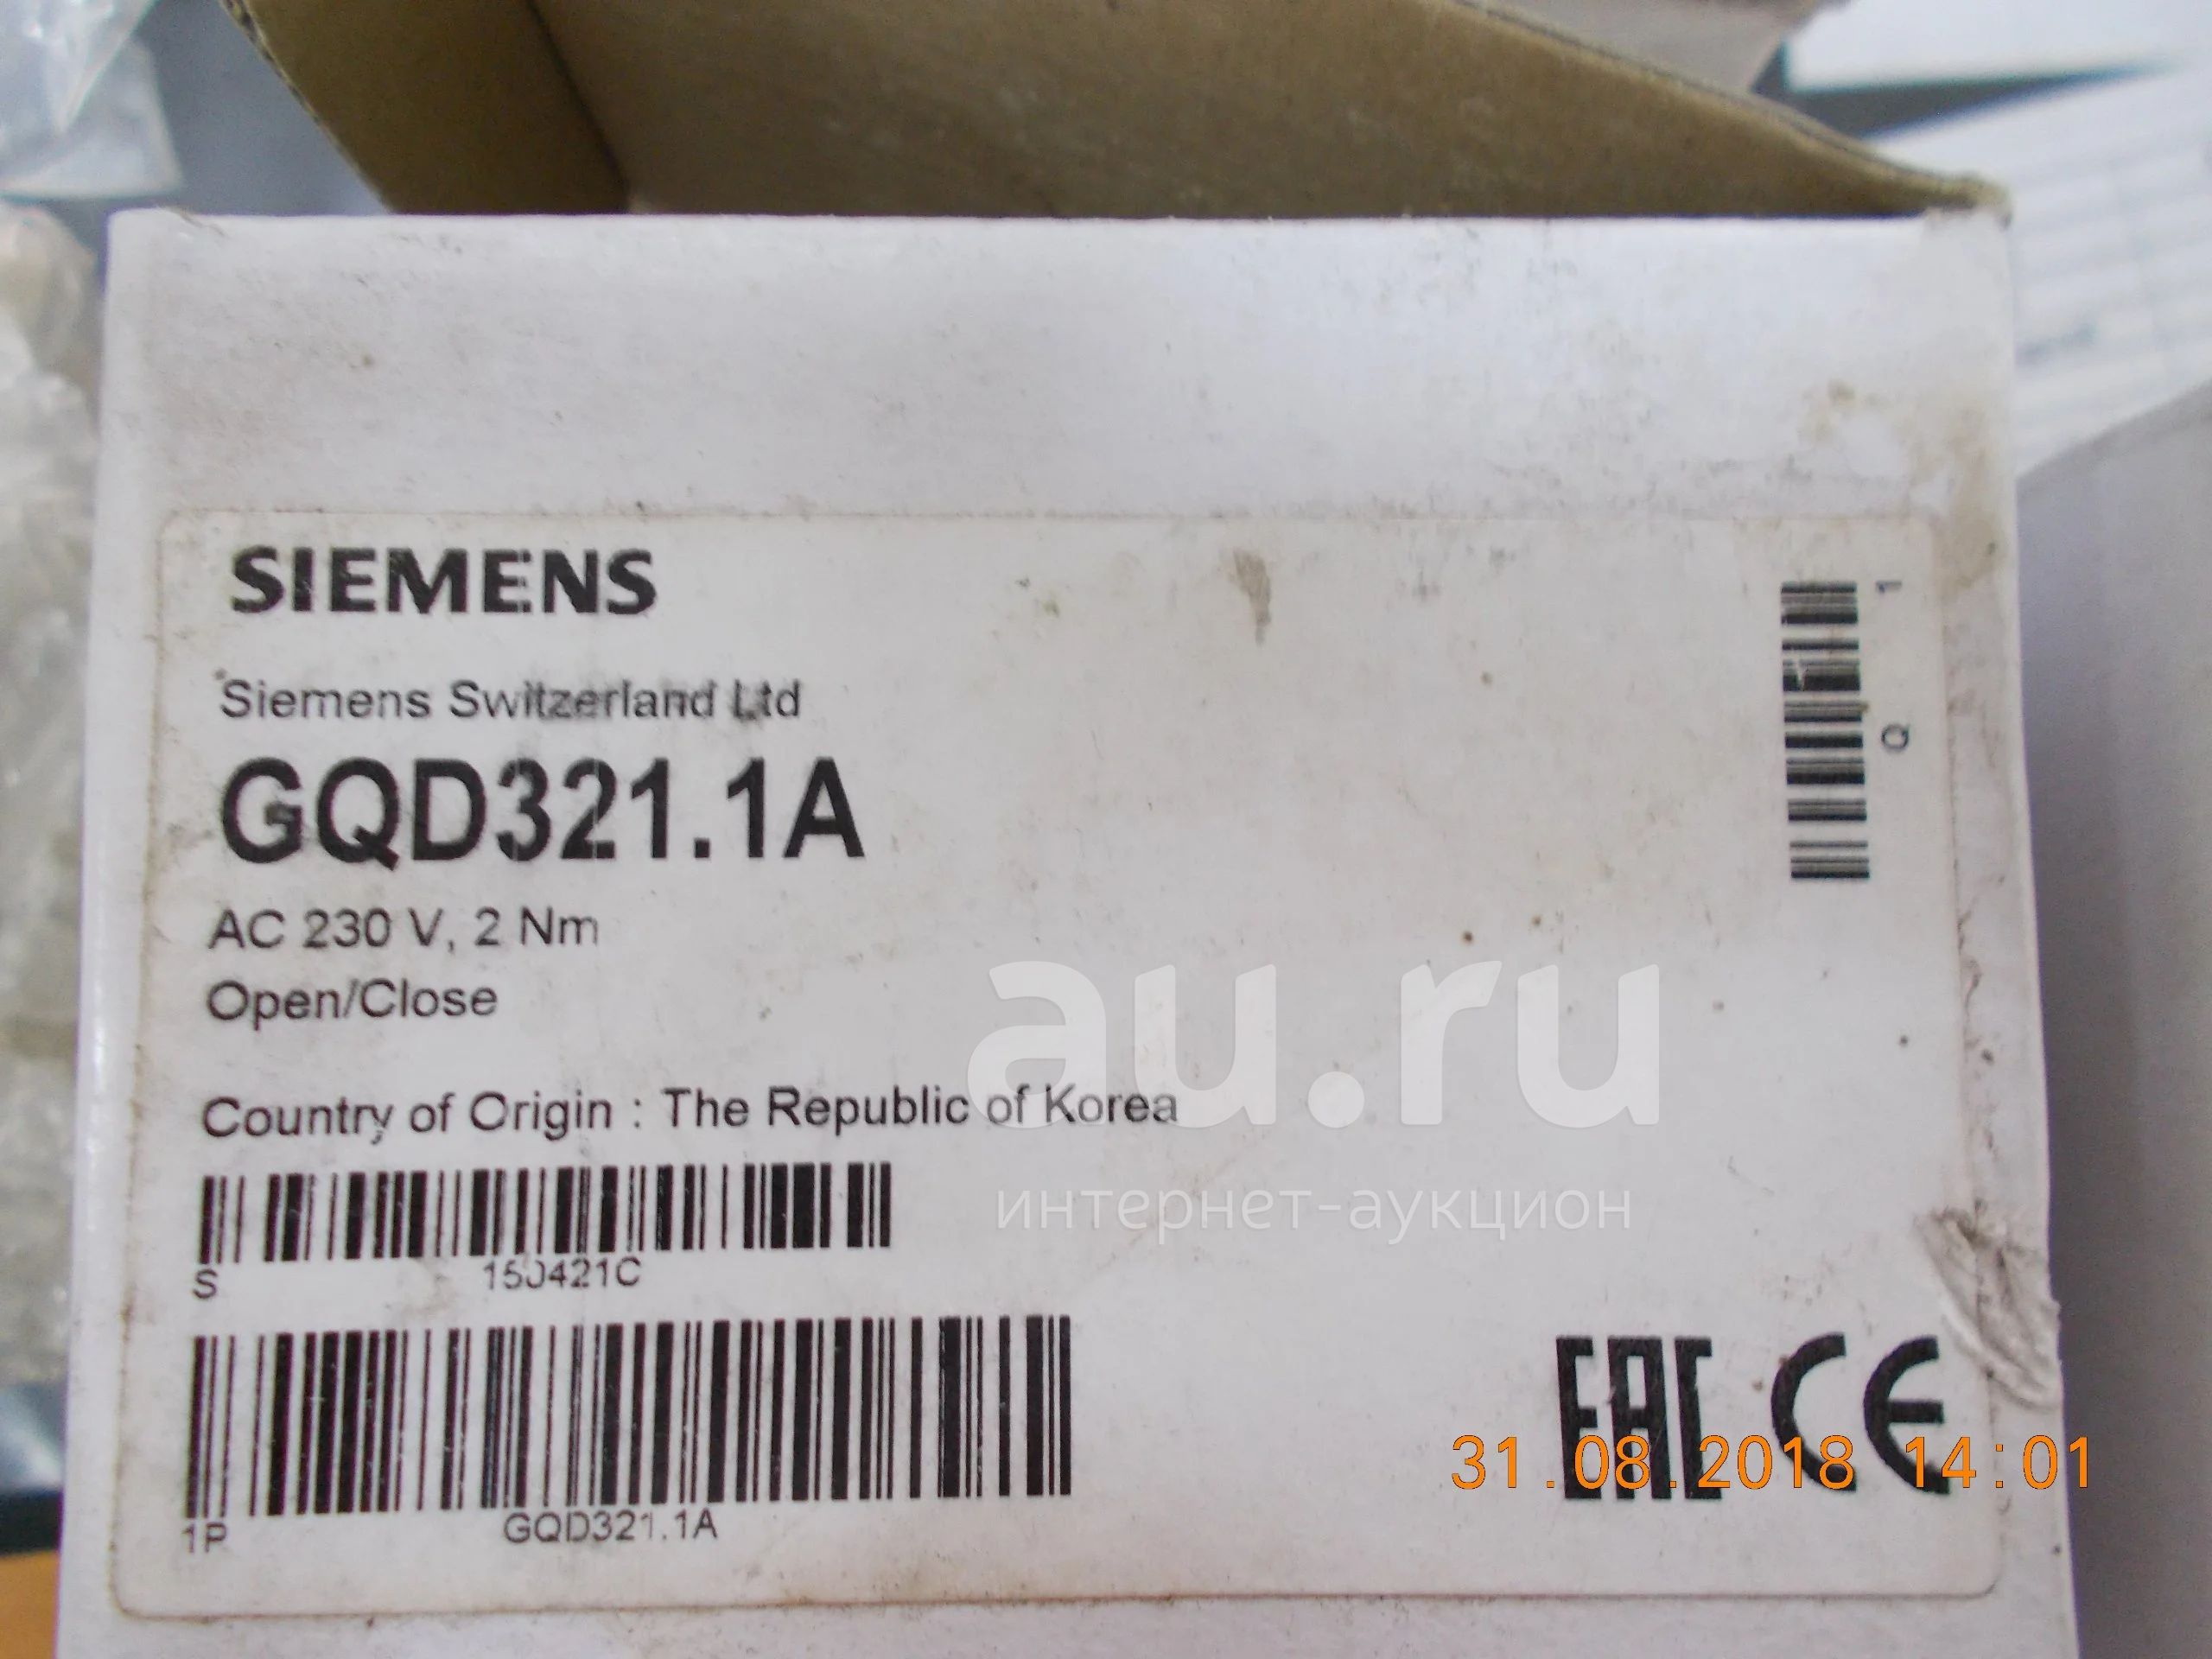 SIEMENS
Siemens Switzerland Ltd
GQD321.1A
AC 230 V, 2 Nm
Open/Close
Country of Origin : The Republic of Korea
S 150421C
1P GQD321.1A
Q 1
EAC CE
31.08.2018 14:01
au.ru
интернет-аукцион